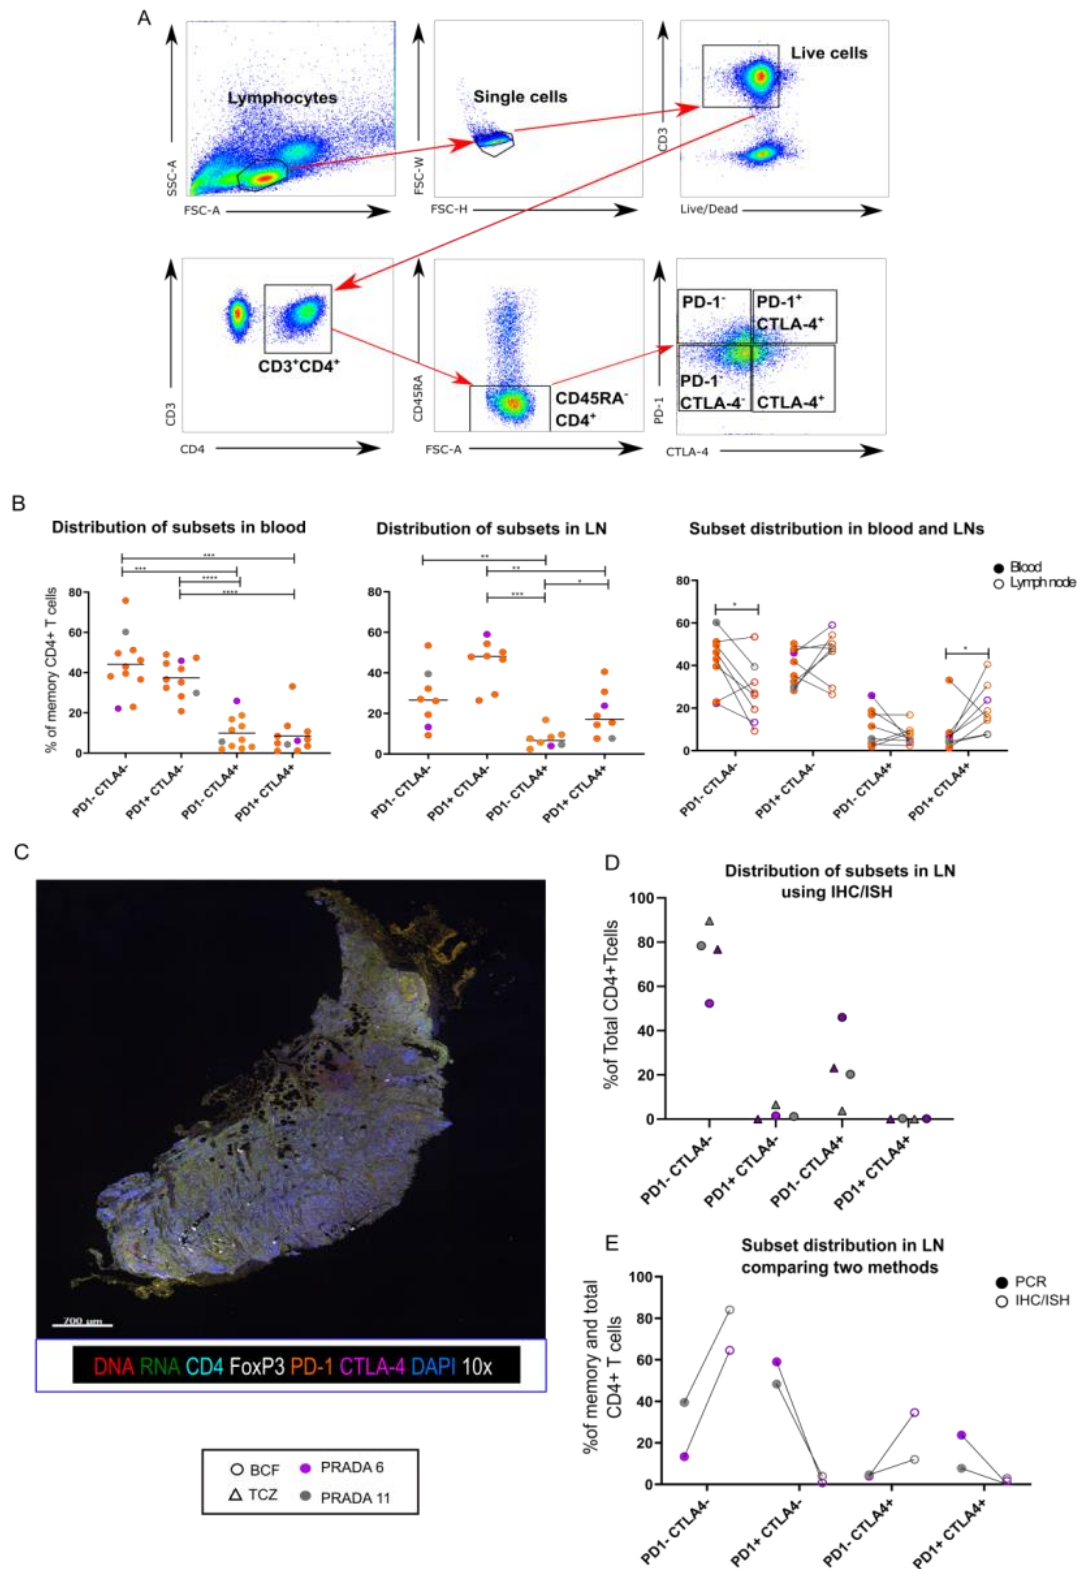 A
SSC-A
Lymphocytes
FSC-A
FSC-W
Single cells
FSC-H
CD3
Live cells
Live/Dead
CD3
CD3⁺CD4⁺
CD4
CD45RA
CD45RA⁻
CD4⁺
FSC-A
PD-1
PD-1⁻
PD-1⁺
CTLA-4⁺
PD-1
CTLA-4⁻
CTLA-4⁺
CTLA-4
B
Distribution of subsets in blood
% of memory CD4+ T cells
80
60
40
20
0
***
***
****
****
PD1- CTLA4-
PD1+ CTLA4-
PD1- CTLA4+
PD1+ CTLA4+
Distribution of subsets in LN
80
60
40
20
0
**
**
***
*
PD1- CTLA4-
PD1+ CTLA4-
PD1- CTLA4+
PD1+ CTLA4+
Subset distribution in blood and LNs
Blood
Lymph node
80
60
40
20
0
*
*
PD1- CTLA4-
PD1+ CTLA4-
PD1- CTLA4+
PD1+ CTLA4+
C
700 µm
DNA RNA CD4 FoxP3 PD-1 CTLA-4 DAPI 10x
BCF
PRADA 6
TCZ
PRADA 11
D
Distribution of subsets in LN
using IHC/ISH
%of Total CD4+Tcells
100
80
60
40
20
0
PD1- CTLA4-
PD1+ CTLA4-
PD1- CTLA4+
PD1+ CTLA4+
E
Subset distribution in LN
comparing two methods
PCR
IHC/ISH
%of memory and total
CD4+ T cells
100
80
60
40
20
0
PD1- CTLA4-
PD1+ CTLA4-
PD1- CTLA4+
PD1+ CTLA4+